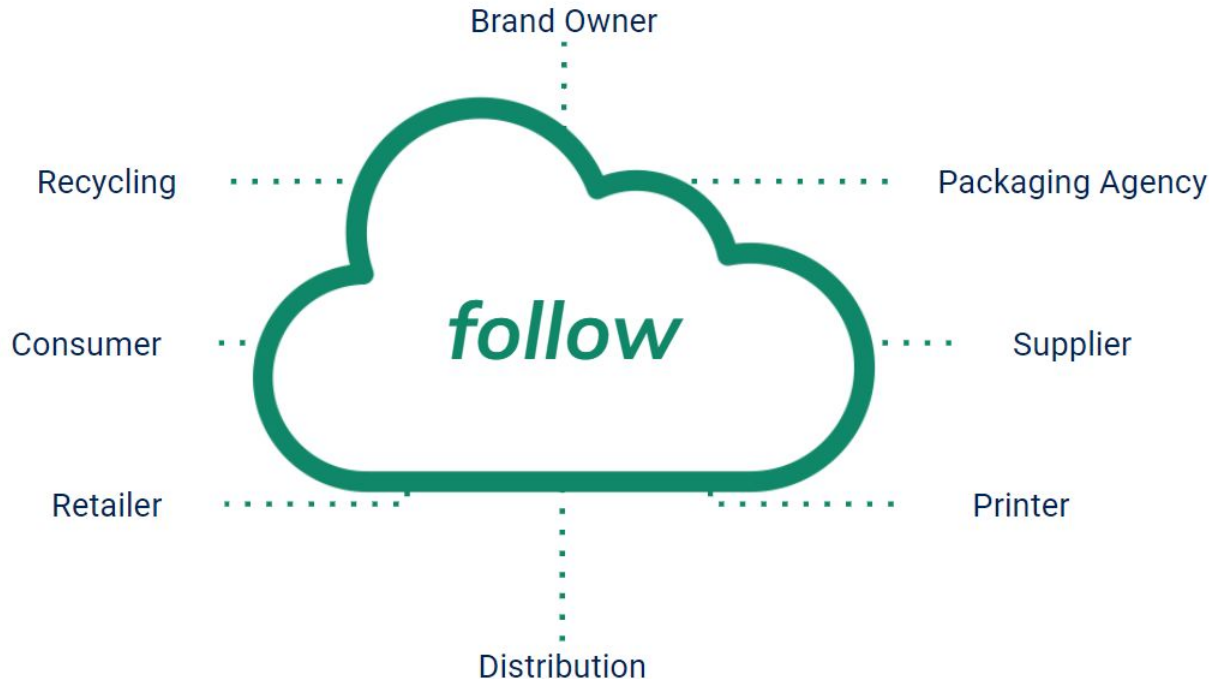 Brand Owner
Recycling
Packaging Agency
follow
Consumer
Supplier
Retailer
Printer
Distribution